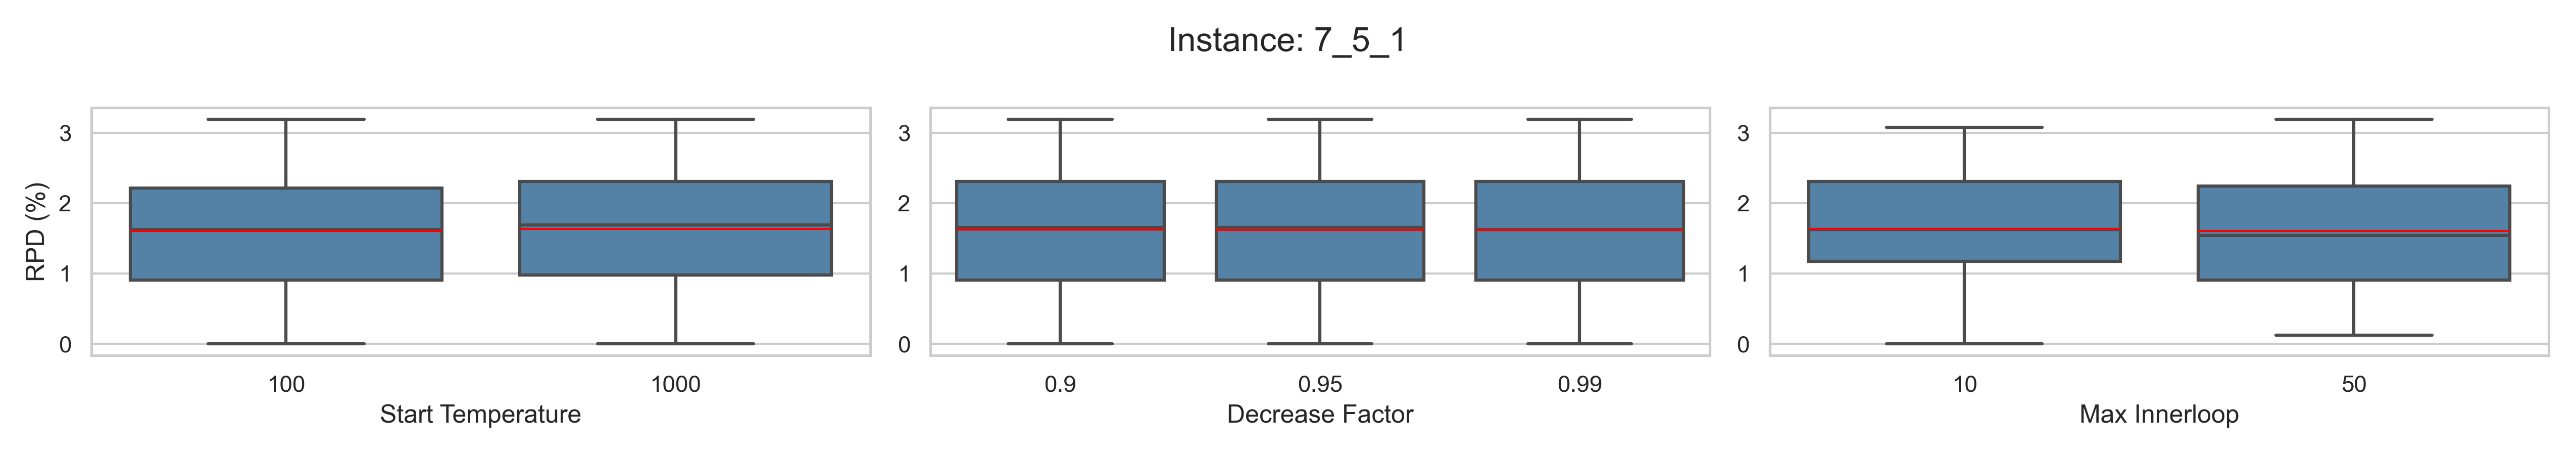 Instance: 7_5_1
RPD (%)
3
2
1
0
100 1000
Start Temperature
3
2
1
0
0.9 0.95 0.99
Decrease Factor
3
2
1
0
10 50
Max Innerloop